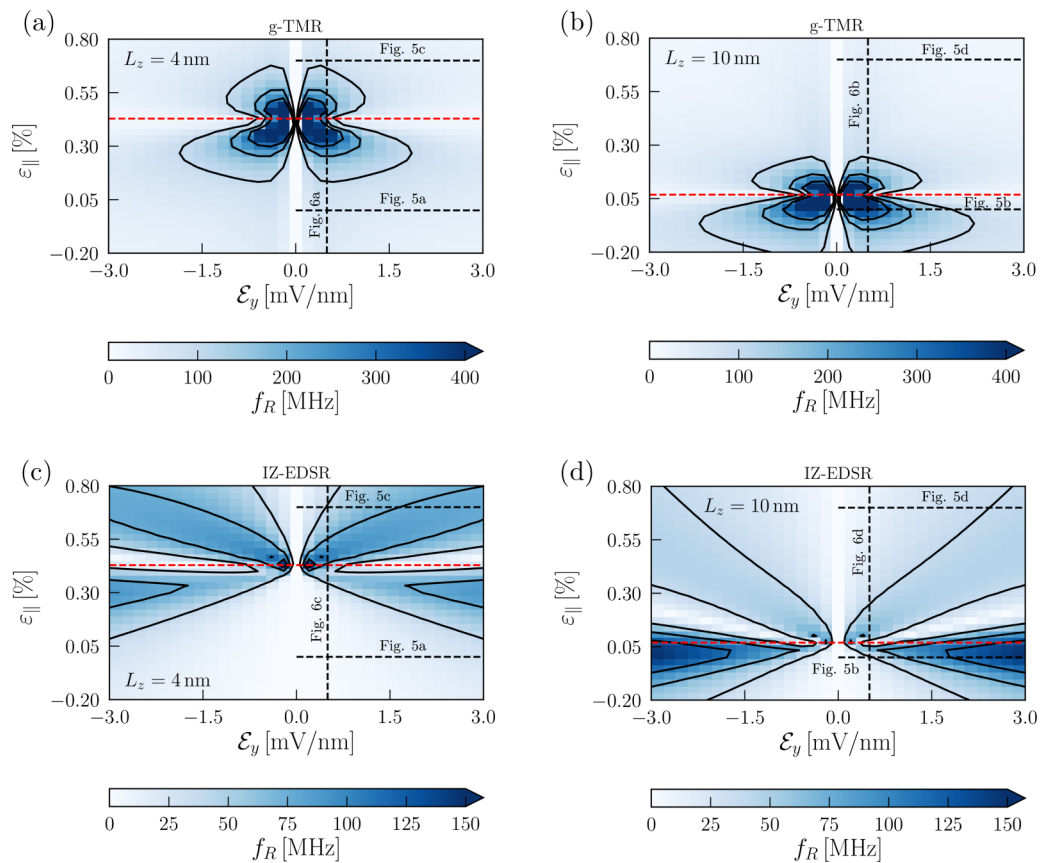 (a)
g-TMR
L_z = 4 nm
Fig. 5c
Fig. 6a
Fig. 5a
0.80
0.55
0.30
0.05
−0.20
ε_|| [%]
−3.0 −1.5 0.0 1.5 3.0
ℰ_y [mV/nm]
0 100 200 300 400
f_R [MHz]
(b)
g-TMR
L_z = 10 nm
Fig. 5d
Fig. 6b
Fig. 5b
0.80
0.55
0.30
0.05
−0.20
ε_|| [%]
−3.0 −1.5 0.0 1.5 3.0
ℰ_y [mV/nm]
0 100 200 300 400
f_R [MHz]
(c)
IZ-EDSR
Fig. 5c
Fig. 6c
Fig. 5a
L_z = 4 nm
0.80
0.55
0.30
0.05
−0.20
ε_|| [%]
−3.0 −1.5 0.0 1.5 3.0
ℰ_y [mV/nm]
0 25 50 75 100 125 150
f_R [MHz]
(d)
IZ-EDSR
L_z = 10 nm
Fig. 5d
Fig. 6d
Fig. 5b
0.80
0.55
0.30
0.05
−0.20
ε_|| [%]
−3.0 −1.5 0.0 1.5 3.0
ℰ_y [mV/nm]
0 25 50 75 100 125 150
f_R [MHz]